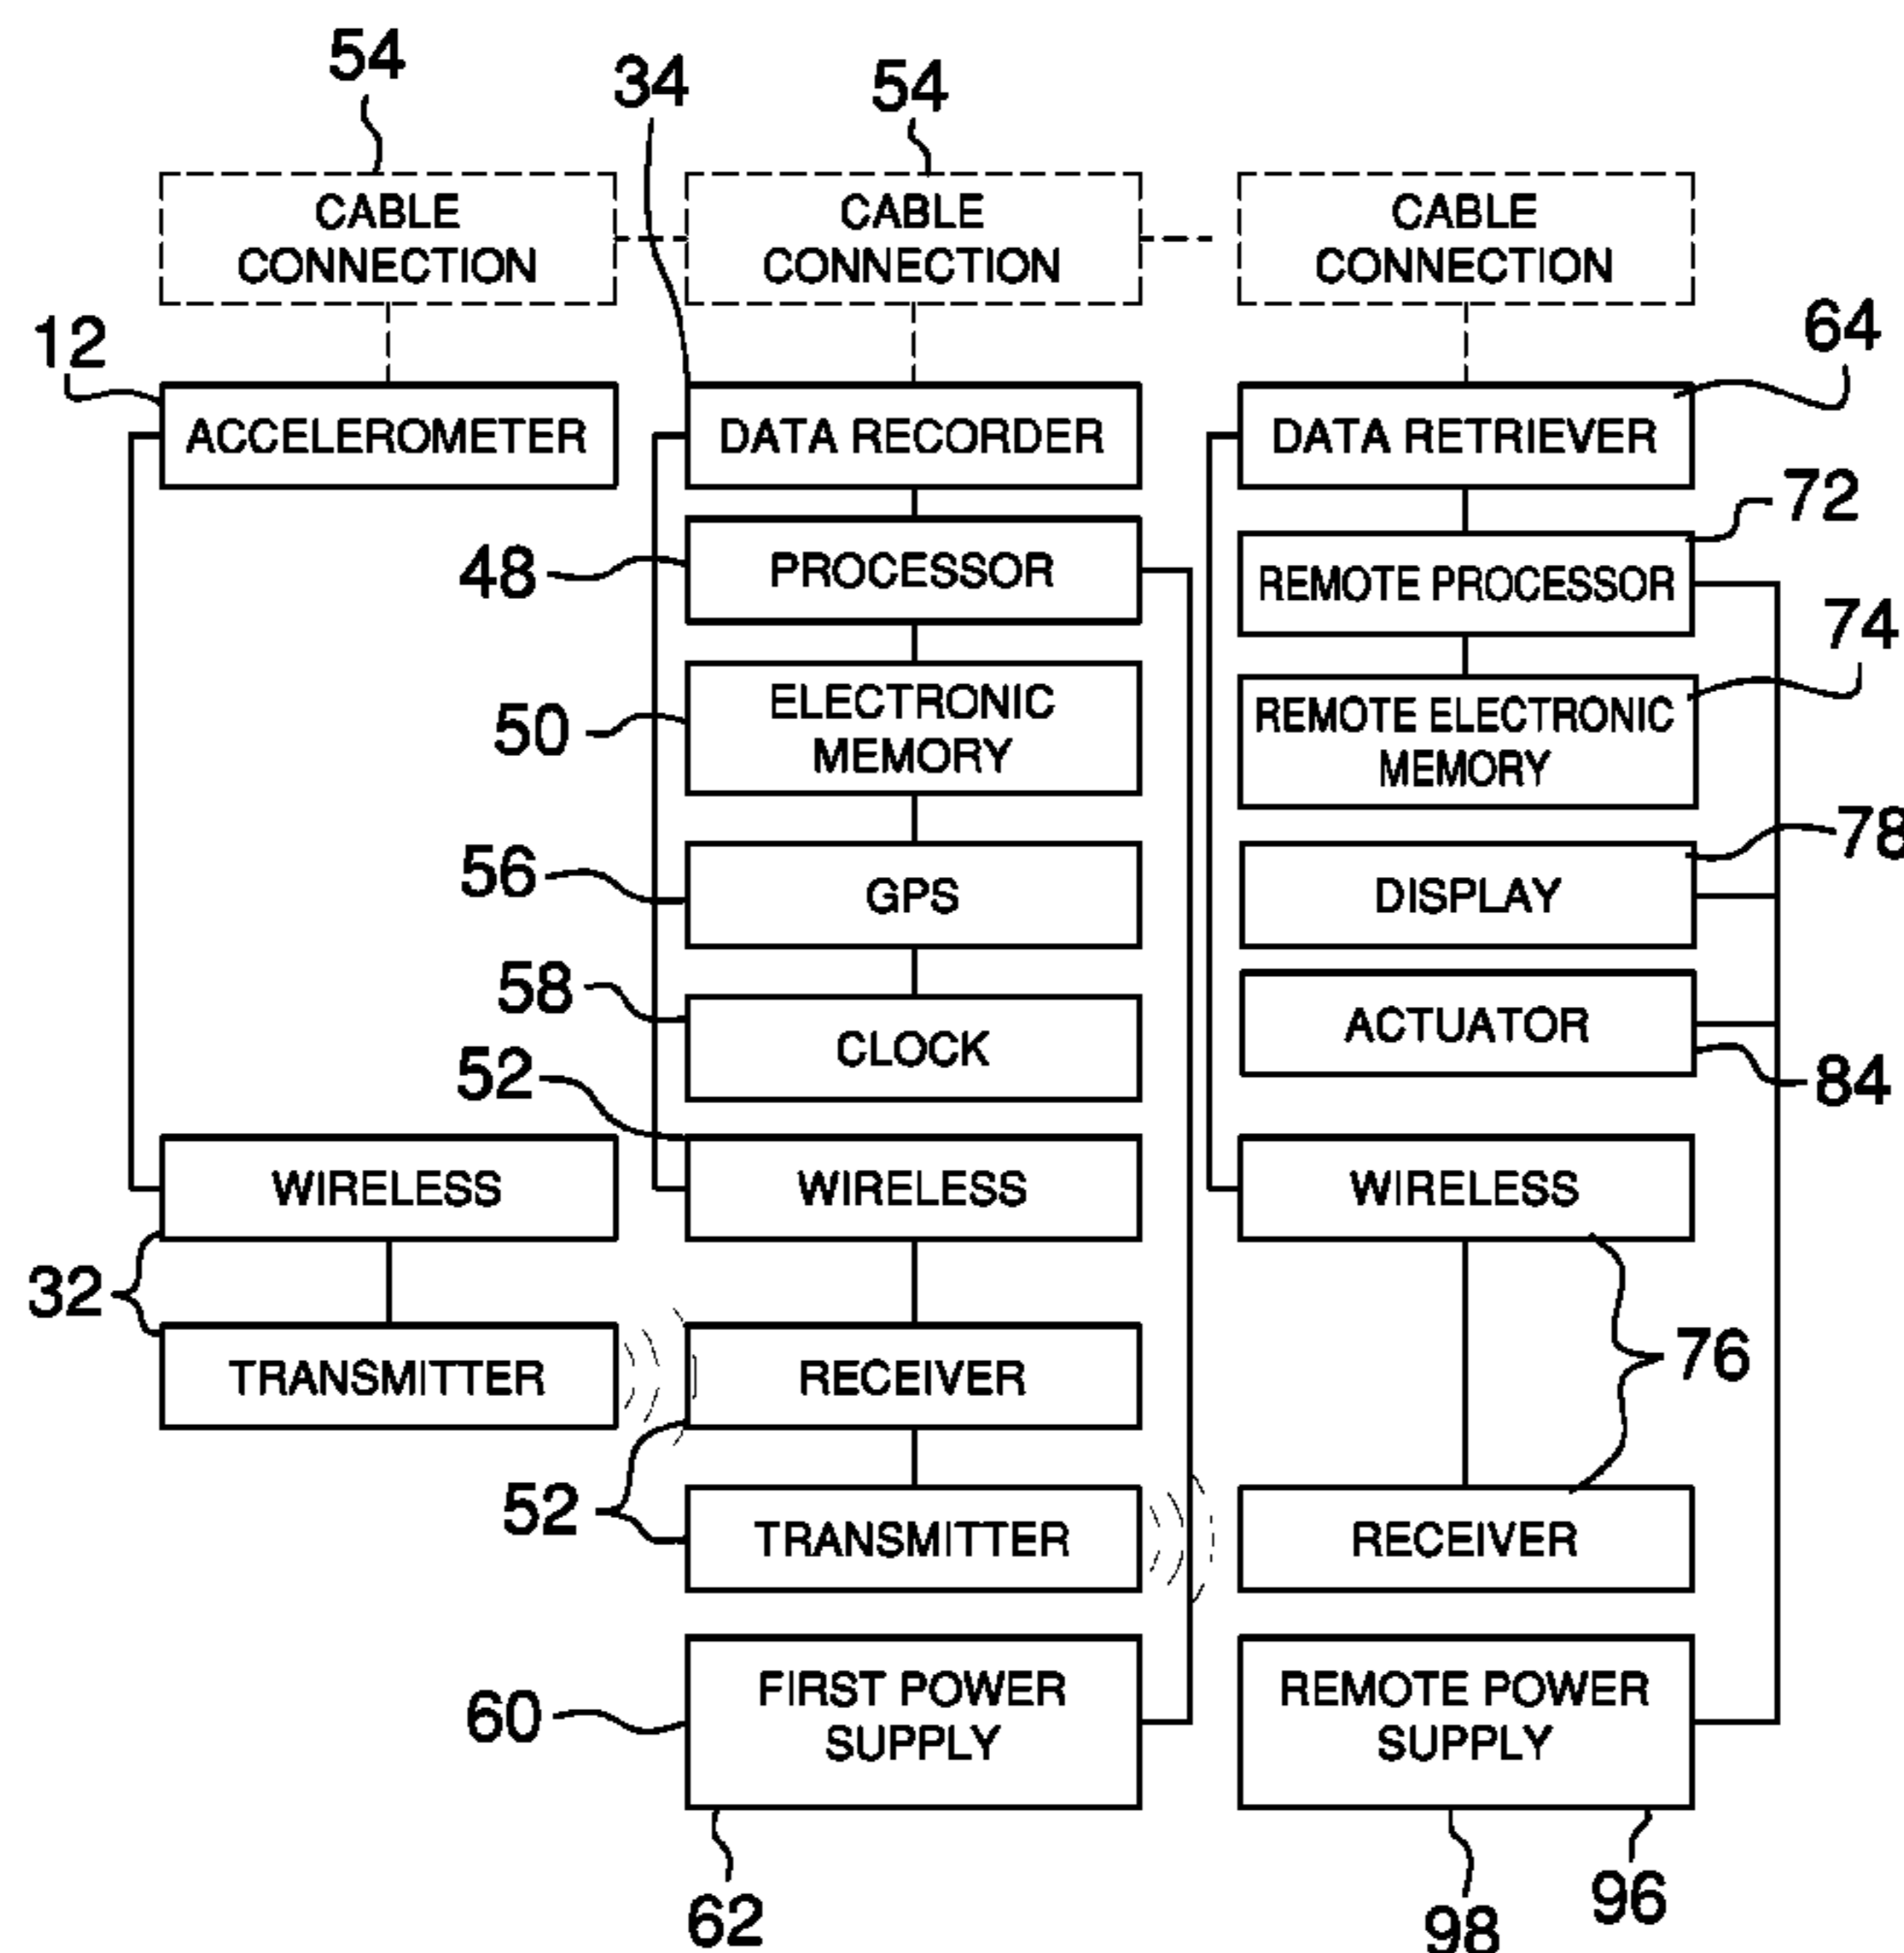 54
34
54
CABLE
CONNECTION
CABLE
CONNECTION
CABLE
CONNECTION
12
64
ACCELEROMETER
DATA RECORDER
DATA RETRIEVER
72
48
PROCESSOR
REMOTE PROCESSOR
74
50
ELECTRONIC
MEMORY
REMOTE ELECTRONIC
MEMORY
78
56
GPS
DISPLAY
58
CLOCK
ACTUATOR
84
52
WIRELESS
WIRELESS
WIRELESS
32
76
TRANSMITTER
RECEIVER
52
TRANSMITTER
RECEIVER
60
FIRST POWER
SUPPLY
REMOTE POWER
SUPPLY
62
98
96